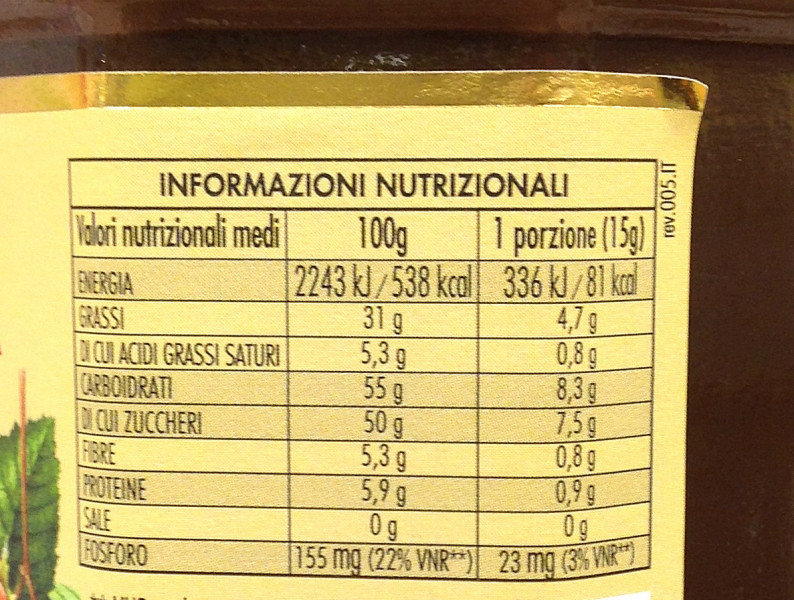 INFORMAZIONI NUTRIZIONALI
Valori nutrizionali medi 100g 1 porzione (15g)
ENERGIA 2243 kJ/538 kcal 336 kJ/81 kcal
GRASSI 31 g 4,7 g
DI CUI ACIDI GRASSI SATURI 5,3 g 0,8 g
CARBOIDRATI 55 g 8,3 g
DI CUI ZUCCHERI 50 g 7,5 g
FIBRE 5,3 g 0,8 g
PROTEINE 5,9 g 0,9 g
SALE 0 g 0 g
FOSFORO 155 mg (22% VNR**) 23 mg (3% VNR**)
rev.005.IT